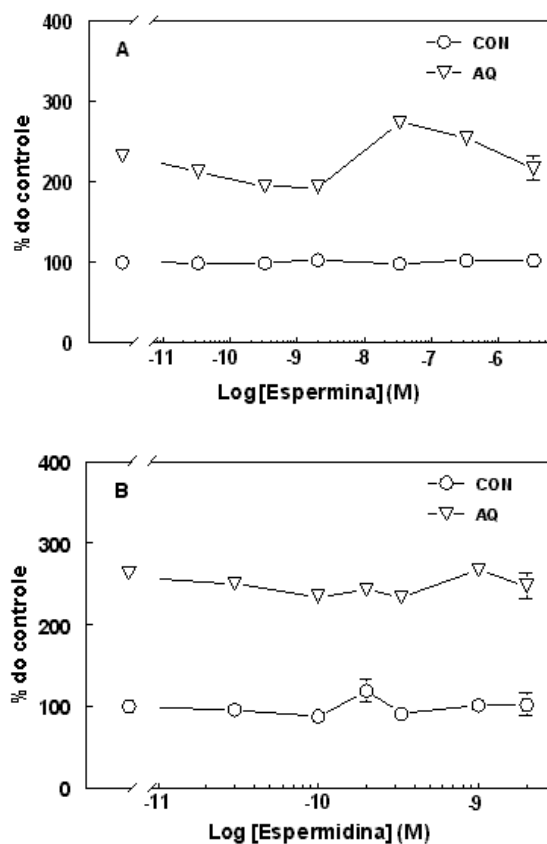 400
A
CON
AQ
300
200
100
0
% do controle
-11 -10 -9 -8 -7 -6
Log [Espermina] (M)
400
B
CON
AQ
300
200
100
0
% do controle
-11 -10 -9
Log [Espermidina] (M)